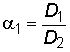 α₁ = D₁/D₂